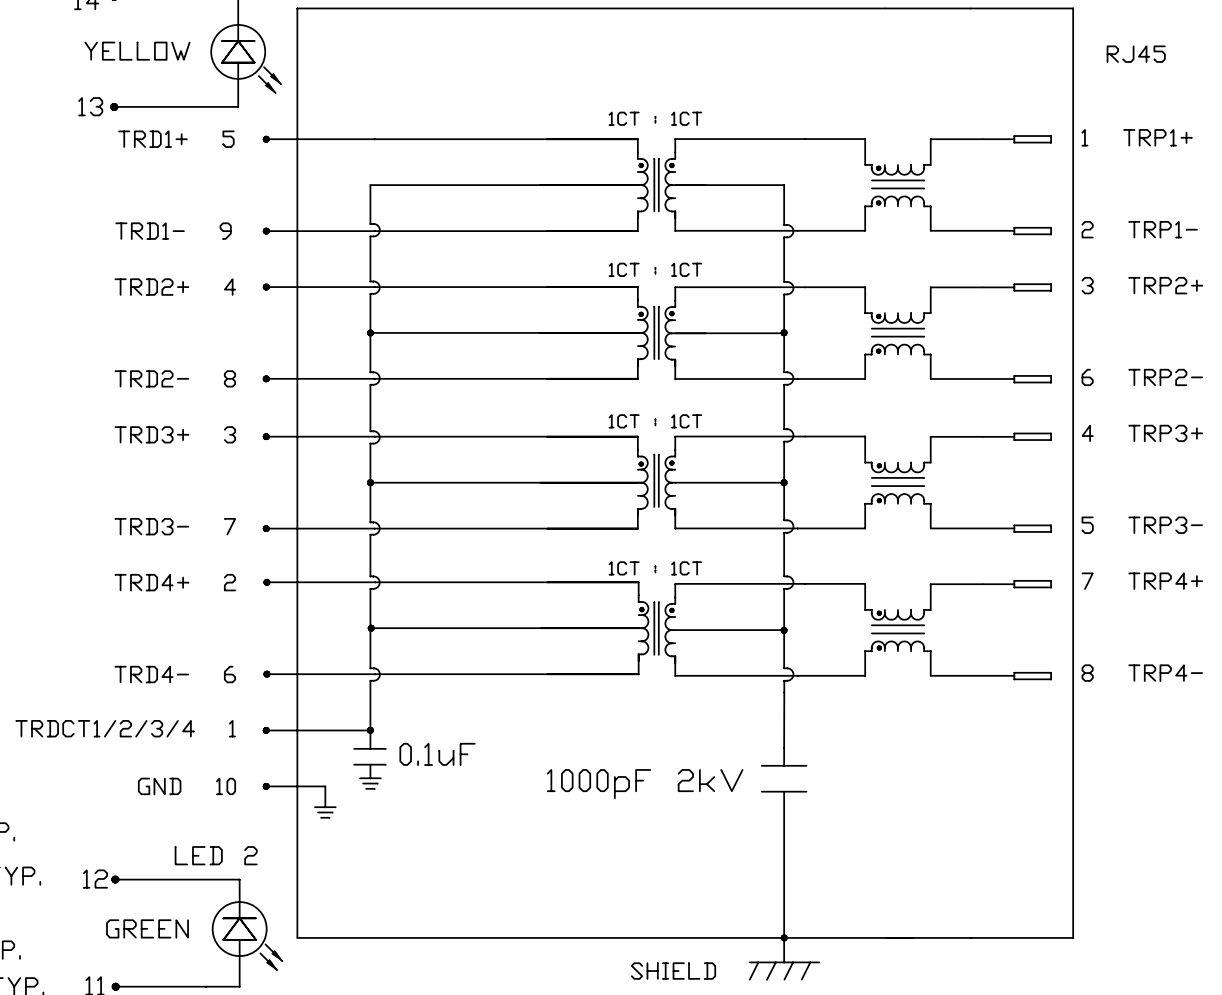 14
YELLOW
RJ45
13
1CT : 1CT
TRD1+ 5
1 TRP1+
TRD1- 9
2 TRP1-
1CT : 1CT
TRD2+ 4
3 TRP2+
TRD2- 8
6 TRP2-
1CT : 1CT
TRD3+ 3
4 TRP3+
TRD3- 7
5 TRP3-
1CT : 1CT
TRD4+ 2
7 TRP4+
TRD4- 6
8 TRP4-
TRDCT1/2/3/4 1
0.1uF
1000pF 2kV
GND 10
P.
LED 2
TYP. 12
GREEN
P.
SHIELD
TYP. 11